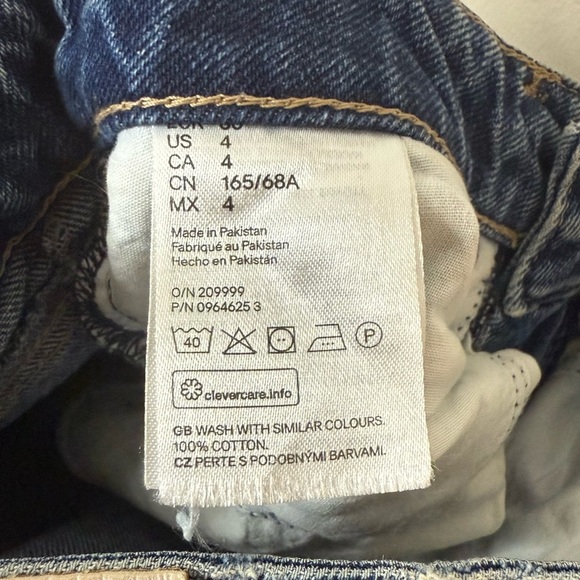 US 4
CA 4
CN 165/68A
MX 4
Made in Pakistan
Fabriqué au Pakistan
Hecho en Pakistán
O/N 209999
P/N 0964625 3
40 P
clevercare.info
GB WASH WITH SIMILAR COLOURS.
100% COTTON.
CZ PERTE S PODOBNÝMI BARVAMI.